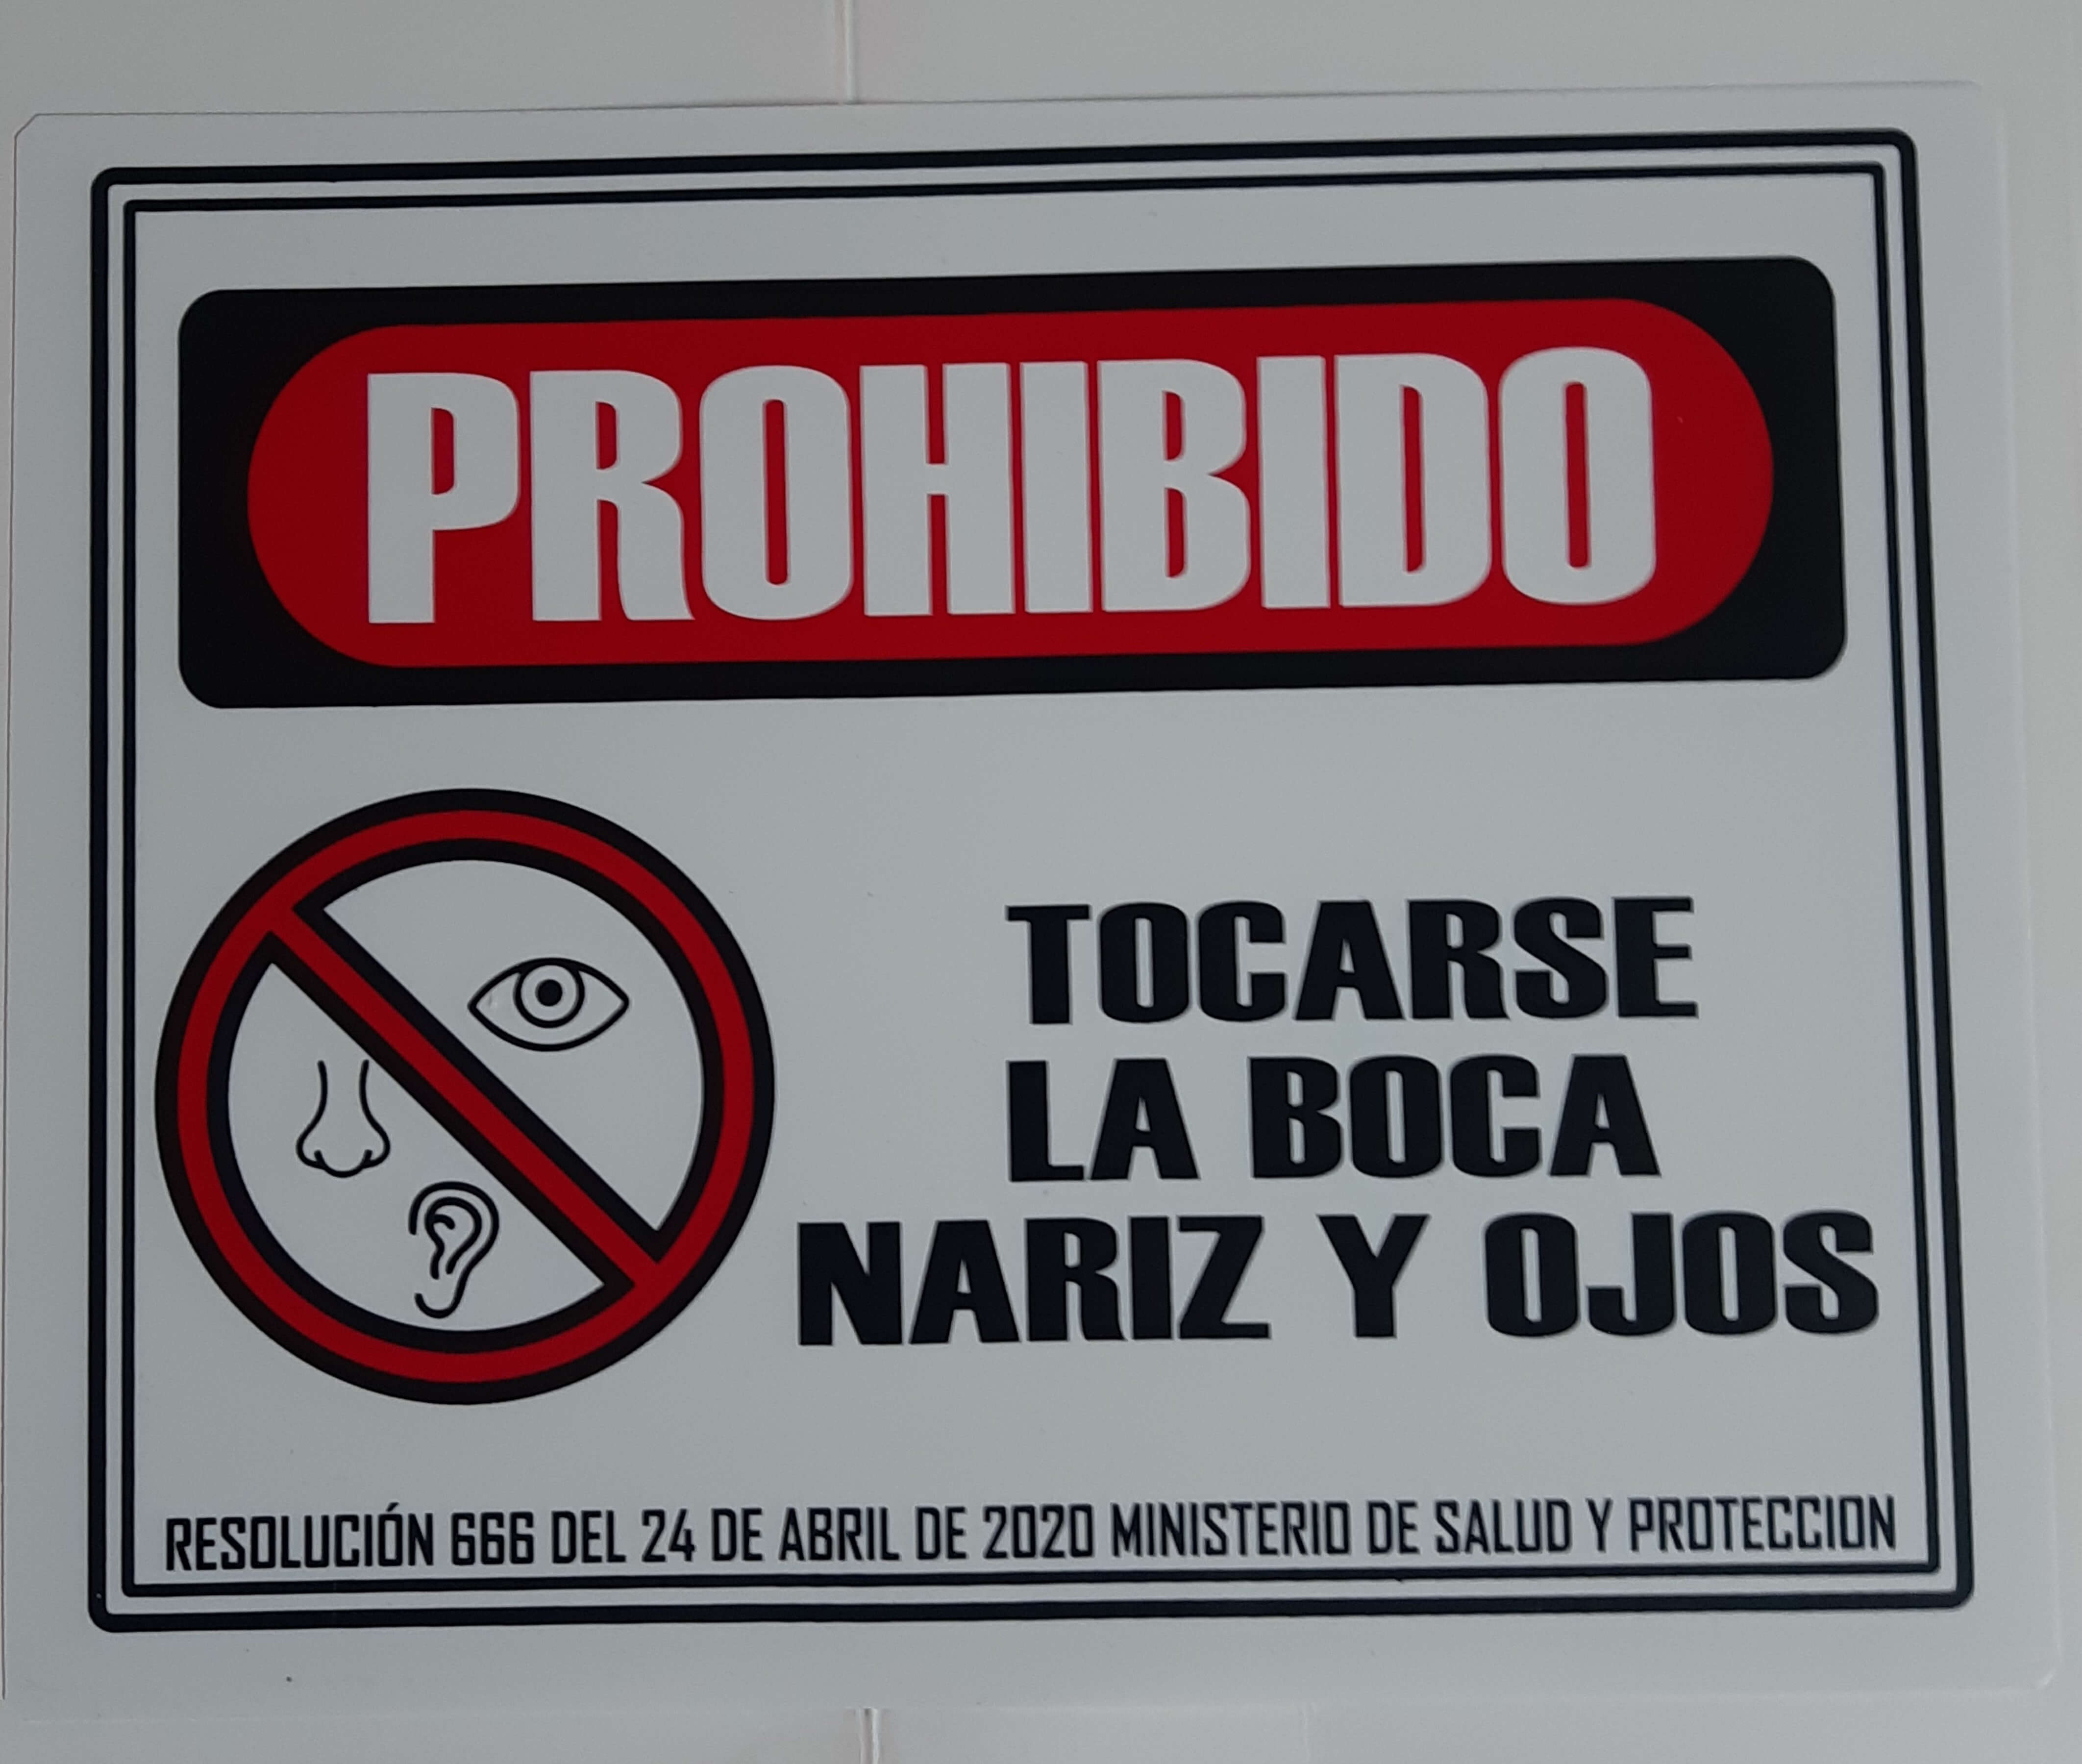 PROHIBIDO
TOCARSE
LA BOCA
NARIZ Y OJOS
RESOLUCIÓN 666 DEL 24 DE ABRIL DE 2020 MINISTERIO DE SALUD Y PROTECCION